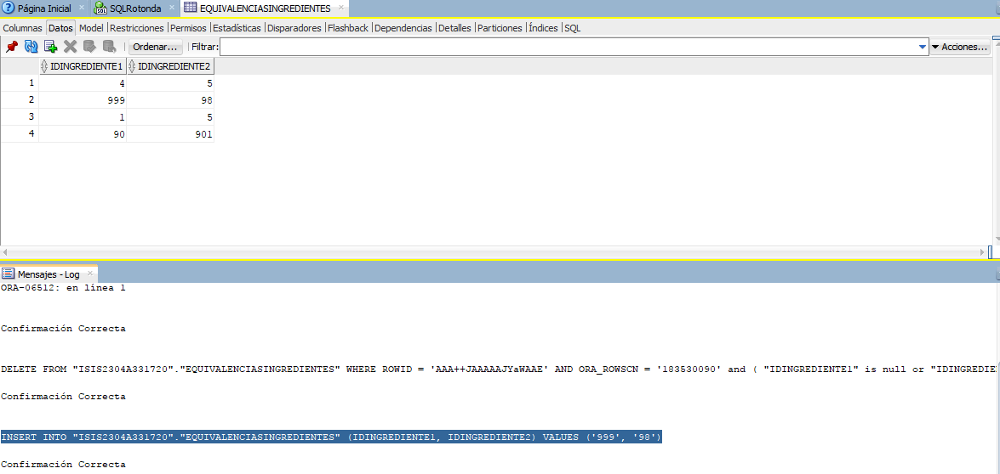 Página Inicial × SQLRotonda × EQUIVALENCIASINGREDIENTES ×
Columnas Datos Model Restricciones Permisos Estadísticas Disparadores Flashback Dependencias Detalles Particiones Índices SQL
Ordenar... Filtrar: Acciones...
IDINGREDIENTE1 IDINGREDIENTE2
1 4 5
2 999 98
3 1 5
4 90 901
Mensajes - Log ×
ORA-06512: en línea 1
Confirmación Correcta
DELETE FROM "ISIS2304A331720"."EQUIVALENCIASINGREDIENTES" WHERE ROWID = 'AAA++JAAAAAJYaWAAE' AND ORA_ROWSCN = '183530090' and ( "IDINGREDIENTE1" is null or "IDINGREDIE
Confirmación Correcta
INSERT INTO "ISIS2304A331720"."EQUIVALENCIASINGREDIENTES" (IDINGREDIENTE1, IDINGREDIENTE2) VALUES ('999', '98')
Confirmación Correcta